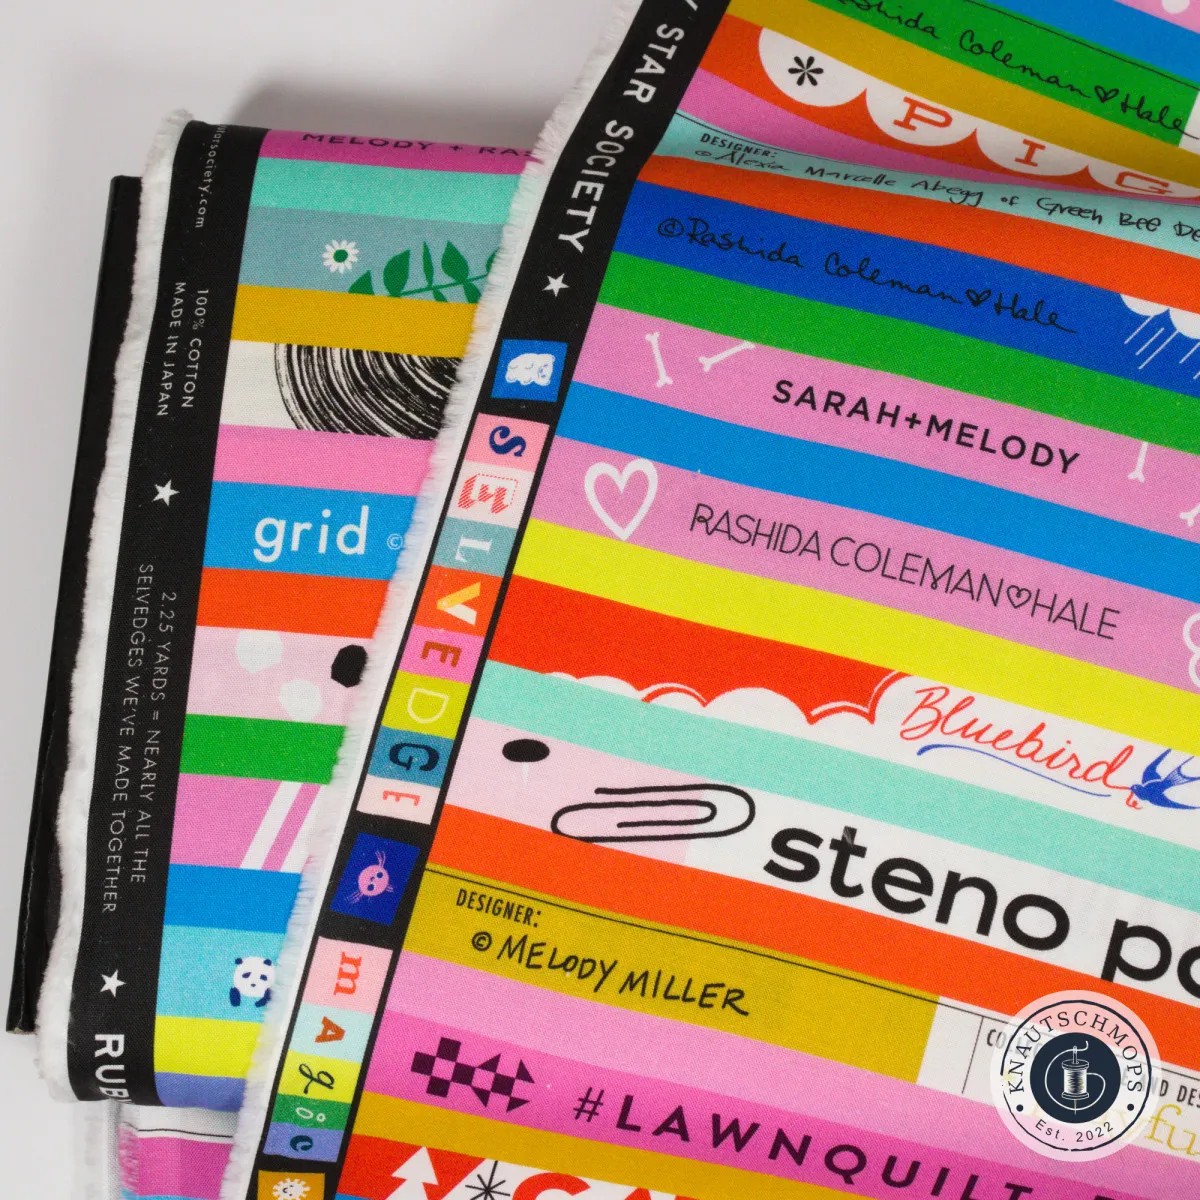 Rashida Coleman Hale
* PIG
DESIGNER:
© Alexia Marcelle Abegg of Green Bee De
© Rashida Coleman♡Hale
SARAH+MELODY
RASHIDA COLEMAN♡HALE
Bluebird
steno
DESIGNER:
© MELODY MILLER
#LAWNQUILT
STAR SOCIETY ★
SELVEDGE
magic
MELODY + RA
grid ©
starsociety.com
100% COTTON
MADE IN JAPAN
★
2.25 YARDS = NEARLY ALL THE
SELVEDGES WE'VE MADE TOGETHER
★ RUB
KNAUTSCHMOPS
Est. 2022